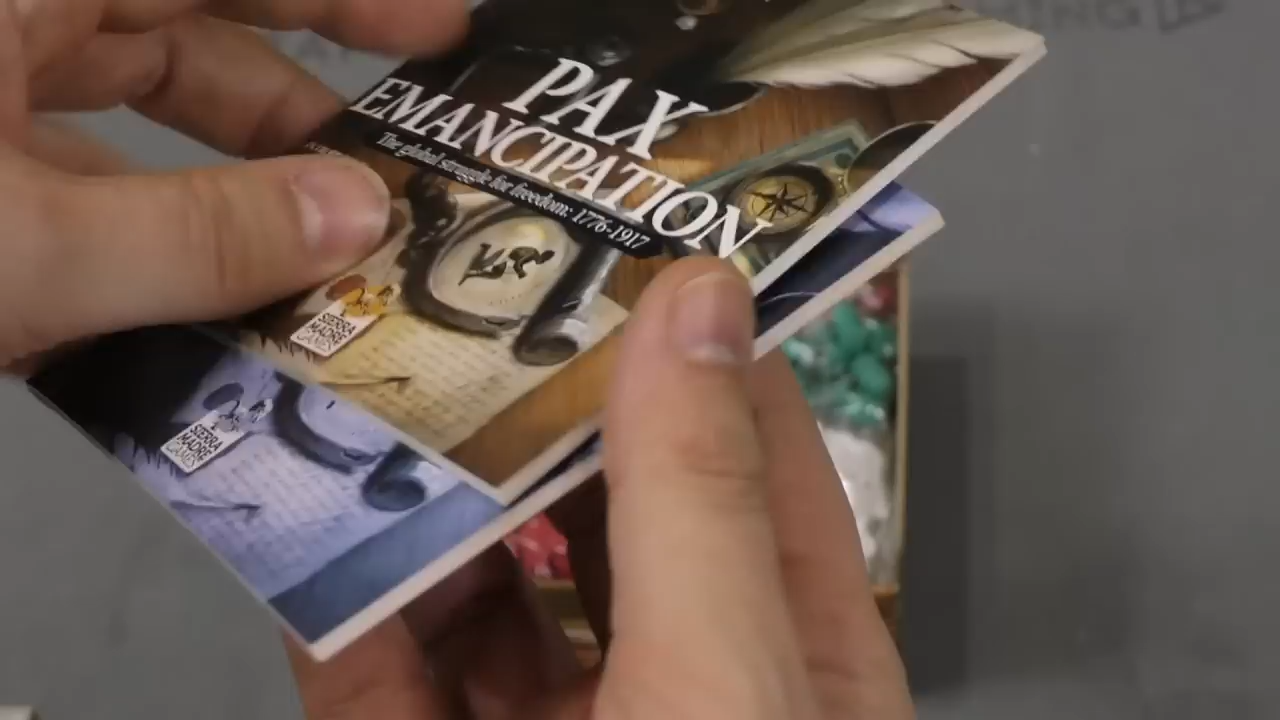 PAX
EMANCIPATION
The global struggle for freedom: 1776-1917
SIERRA
MADRE
GAMES
SIERRA
MADRE
GAMES